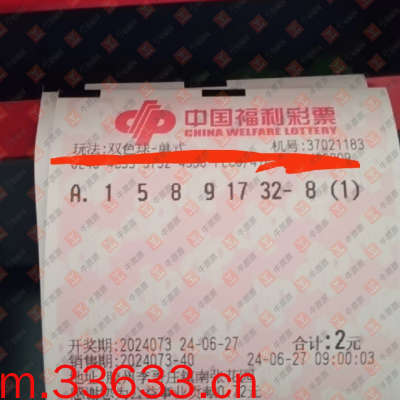 中国福利彩票
CHINA WELFARE LOTTERY
玩法:双色球-单式 机号:37021183
A. 1 5 8 9 17 32- 8 (1)
开奖期:2024073 24-06-27 合计:2元
销售期:2024073-40 24-06-27 09:00:03
m.33633.cn